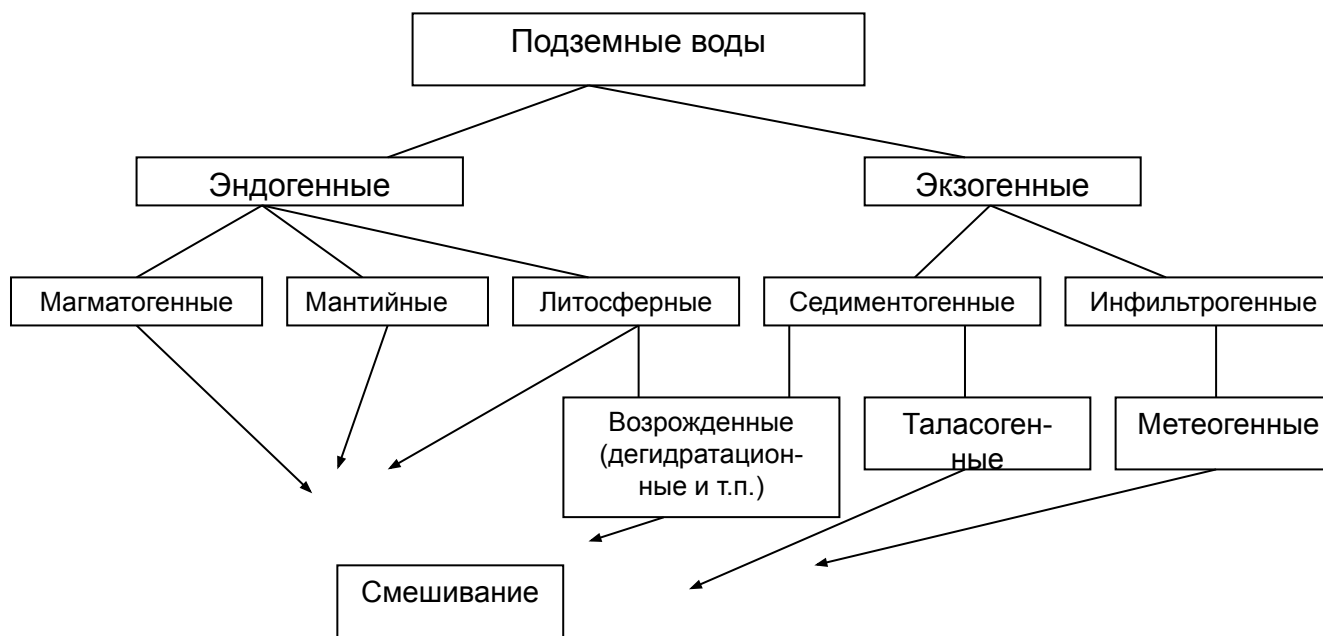 Подземные воды
Эндогенные
Экзогенные
Магматогенные
Мантийные
Литосферные
Седиментогенные
Инфильтрогенные
Возрожденные
(дегидратацион-
ные и т.п.)
Таласоген-
ные
Метеогенные
Смешивание